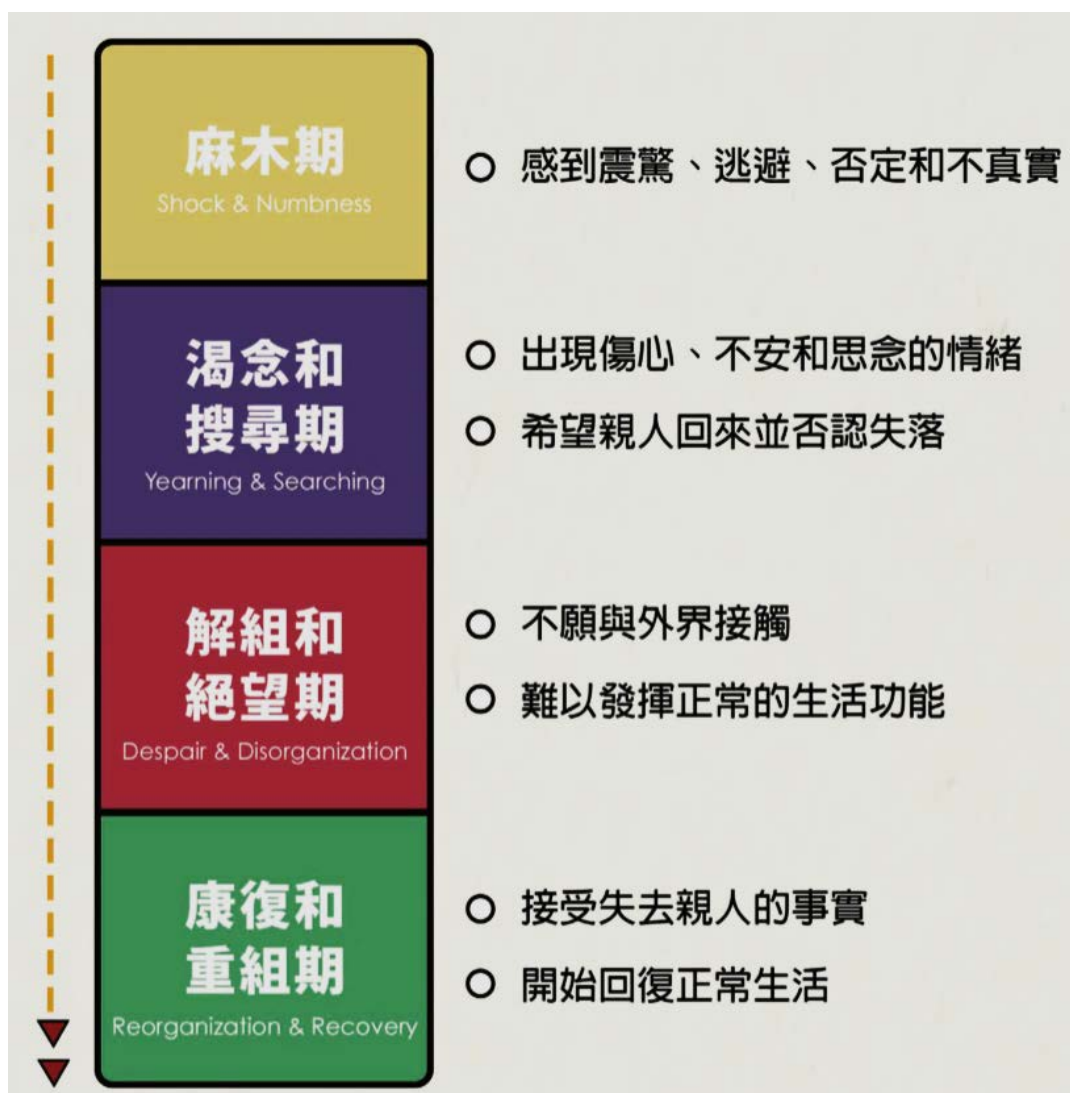 麻木期
Shock & Numbness
感到震驚、逃避、否定和不真實
渴念和
搜尋期
Yearning & Searching
出現傷心、不安和思念的情緒
希望親人回來並否認失落
解組和
絕望期
Despair & Disorganization
不願與外界接觸
難以發揮正常的生活功能
康復和
重組期
Reorganization & Recovery
接受失去親人的事實
開始回復正常生活